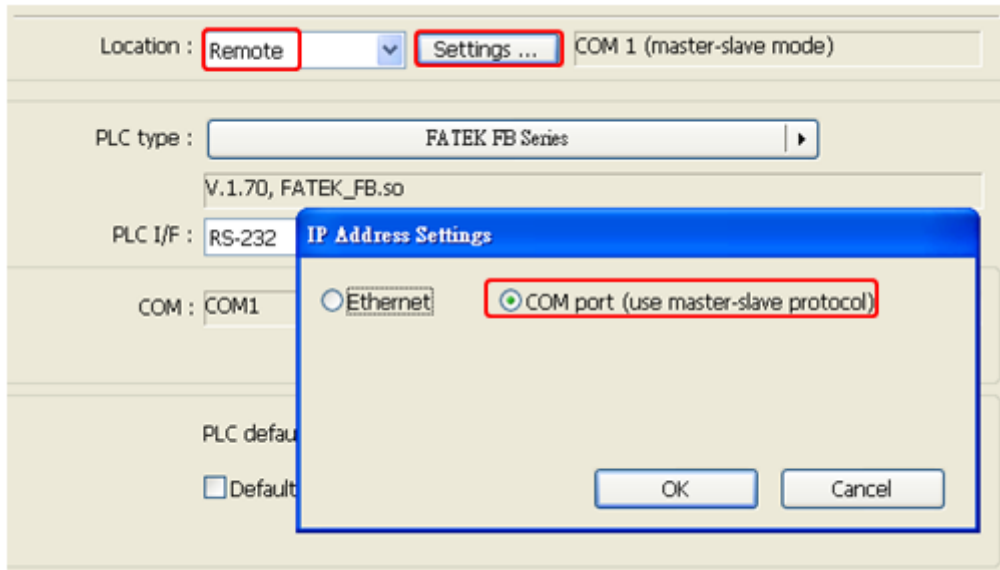 Location : Remote Settings ... COM 1 (master-slave mode)
PLC type : FATEK FB Series
V.1.70, FATEK_FB.so
PLC I/F : RS-232
IP Address Settings
COM : COM1
Ethernet COM port (use master-slave protocol)
PLC defau
Default
OK Cancel